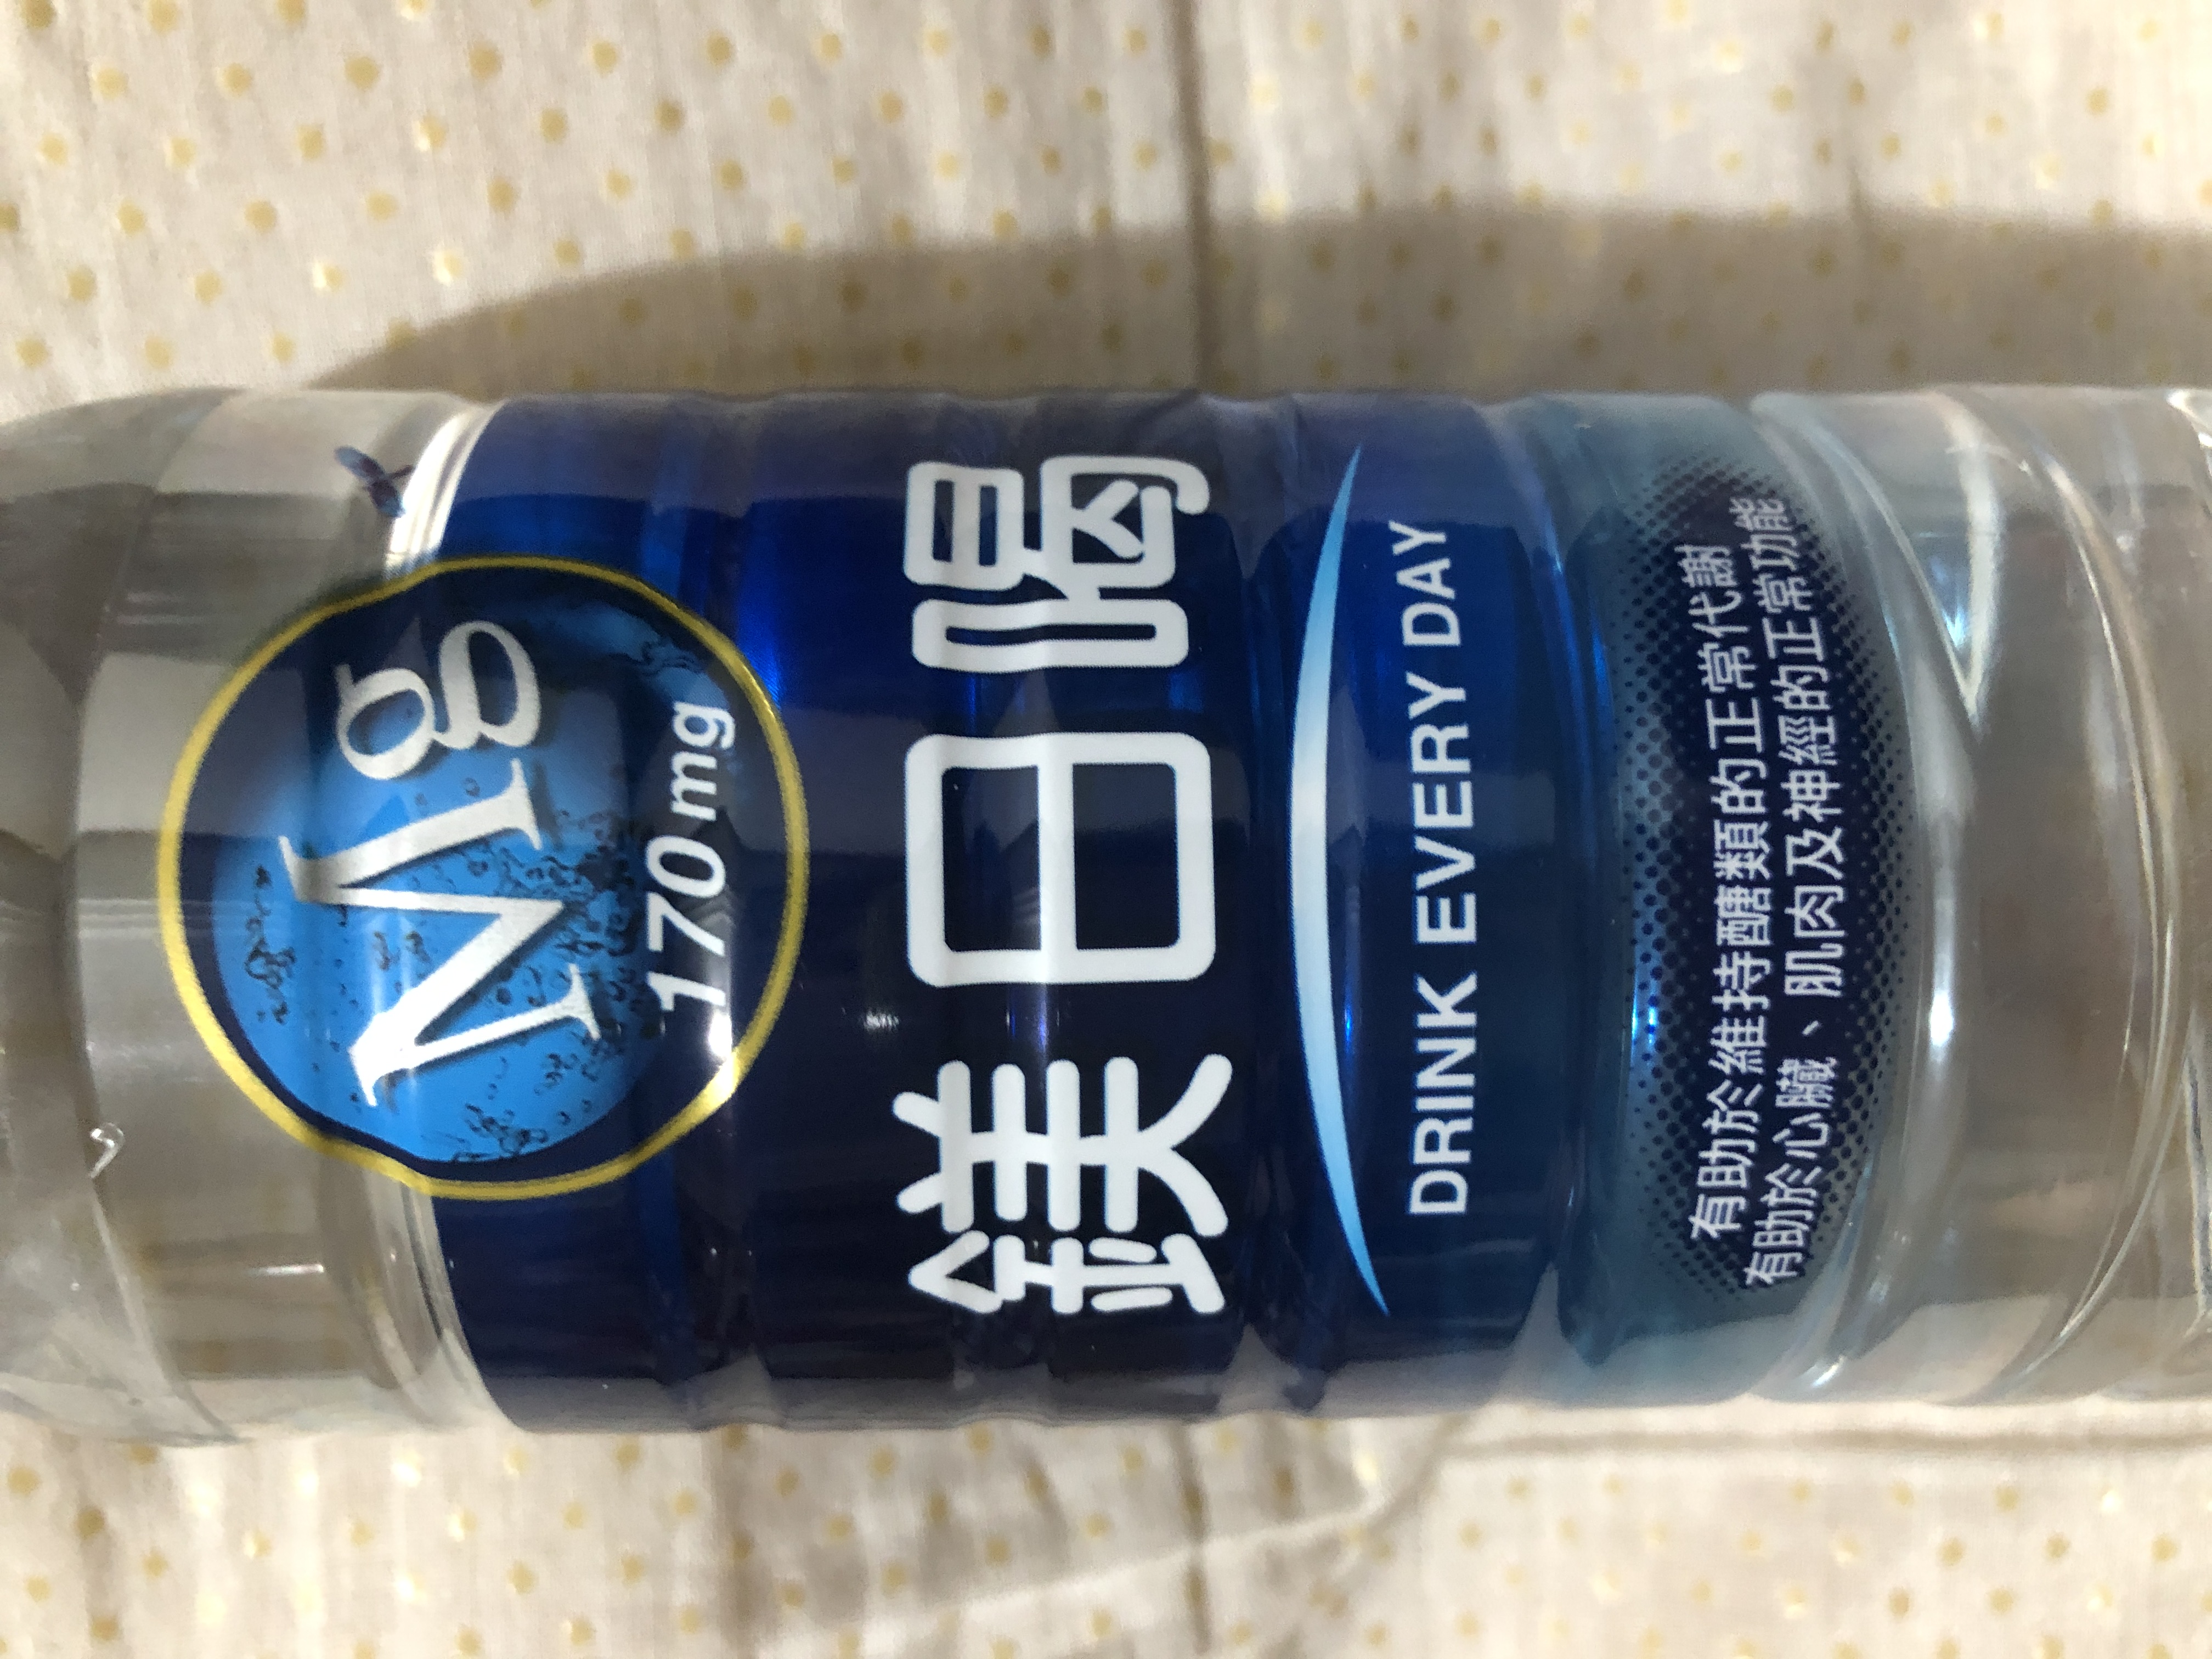 Mg
170 mg
鎂日喝
DRINK EVERY DAY
有助於維持醣類的正常代謝
有助於心臟、肌肉及神經的正常功能